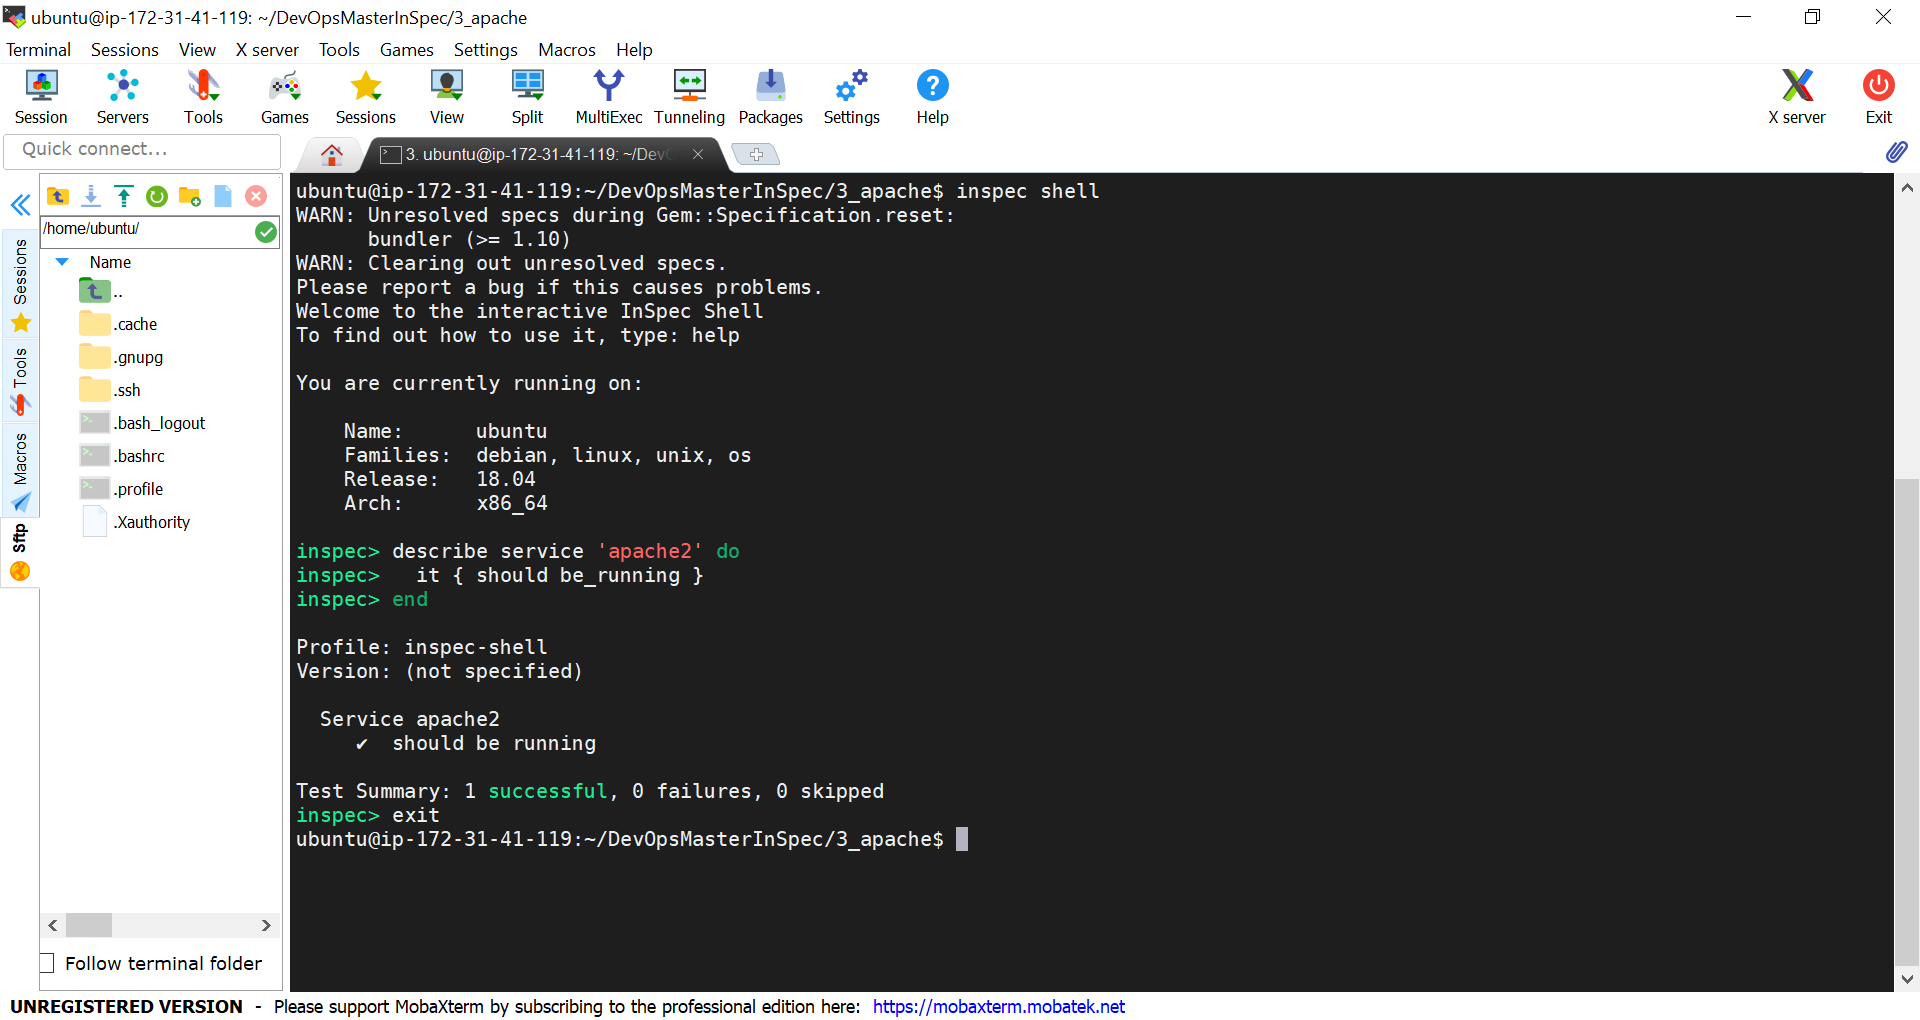 ubuntu@ip-172-31-41-119: ~/DevOpsMasterInSpec/3_apache
Terminal Sessions View X server Tools Games Settings Macros Help
Session Servers Tools Games Sessions View Split MultiExec Tunneling Packages Settings Help X server Exit
Quick connect...
3. ubuntu@ip-172-31-41-119: ~/Dev
/home/ubuntu/
Name
..
.cache
.gnupg
.ssh
.bash_logout
.bashrc
.profile
.Xauthority
Sessions
Tools
Macros
Sftp
Follow terminal folder
ubuntu@ip-172-31-41-119:~/DevOpsMasterInSpec/3_apache$ inspec shell
WARN: Unresolved specs during Gem::Specification.reset:
      bundler (>= 1.10)
WARN: Clearing out unresolved specs.
Please report a bug if this causes problems.
Welcome to the interactive InSpec Shell
To find out how to use it, type: help
You are currently running on:
    Name:      ubuntu
    Families:  debian, linux, unix, os
    Release:   18.04
    Arch:      x86_64
inspec> describe service 'apache2' do
inspec>   it { should be_running }
inspec> end
Profile: inspec-shell
Version: (not specified)
  Service apache2
     ✔  should be running
Test Summary: 1 successful, 0 failures, 0 skipped
inspec> exit
ubuntu@ip-172-31-41-119:~/DevOpsMasterInSpec/3_apache$
UNREGISTERED VERSION - Please support MobaXterm by subscribing to the professional edition here: https://mobaxterm.mobatek.net